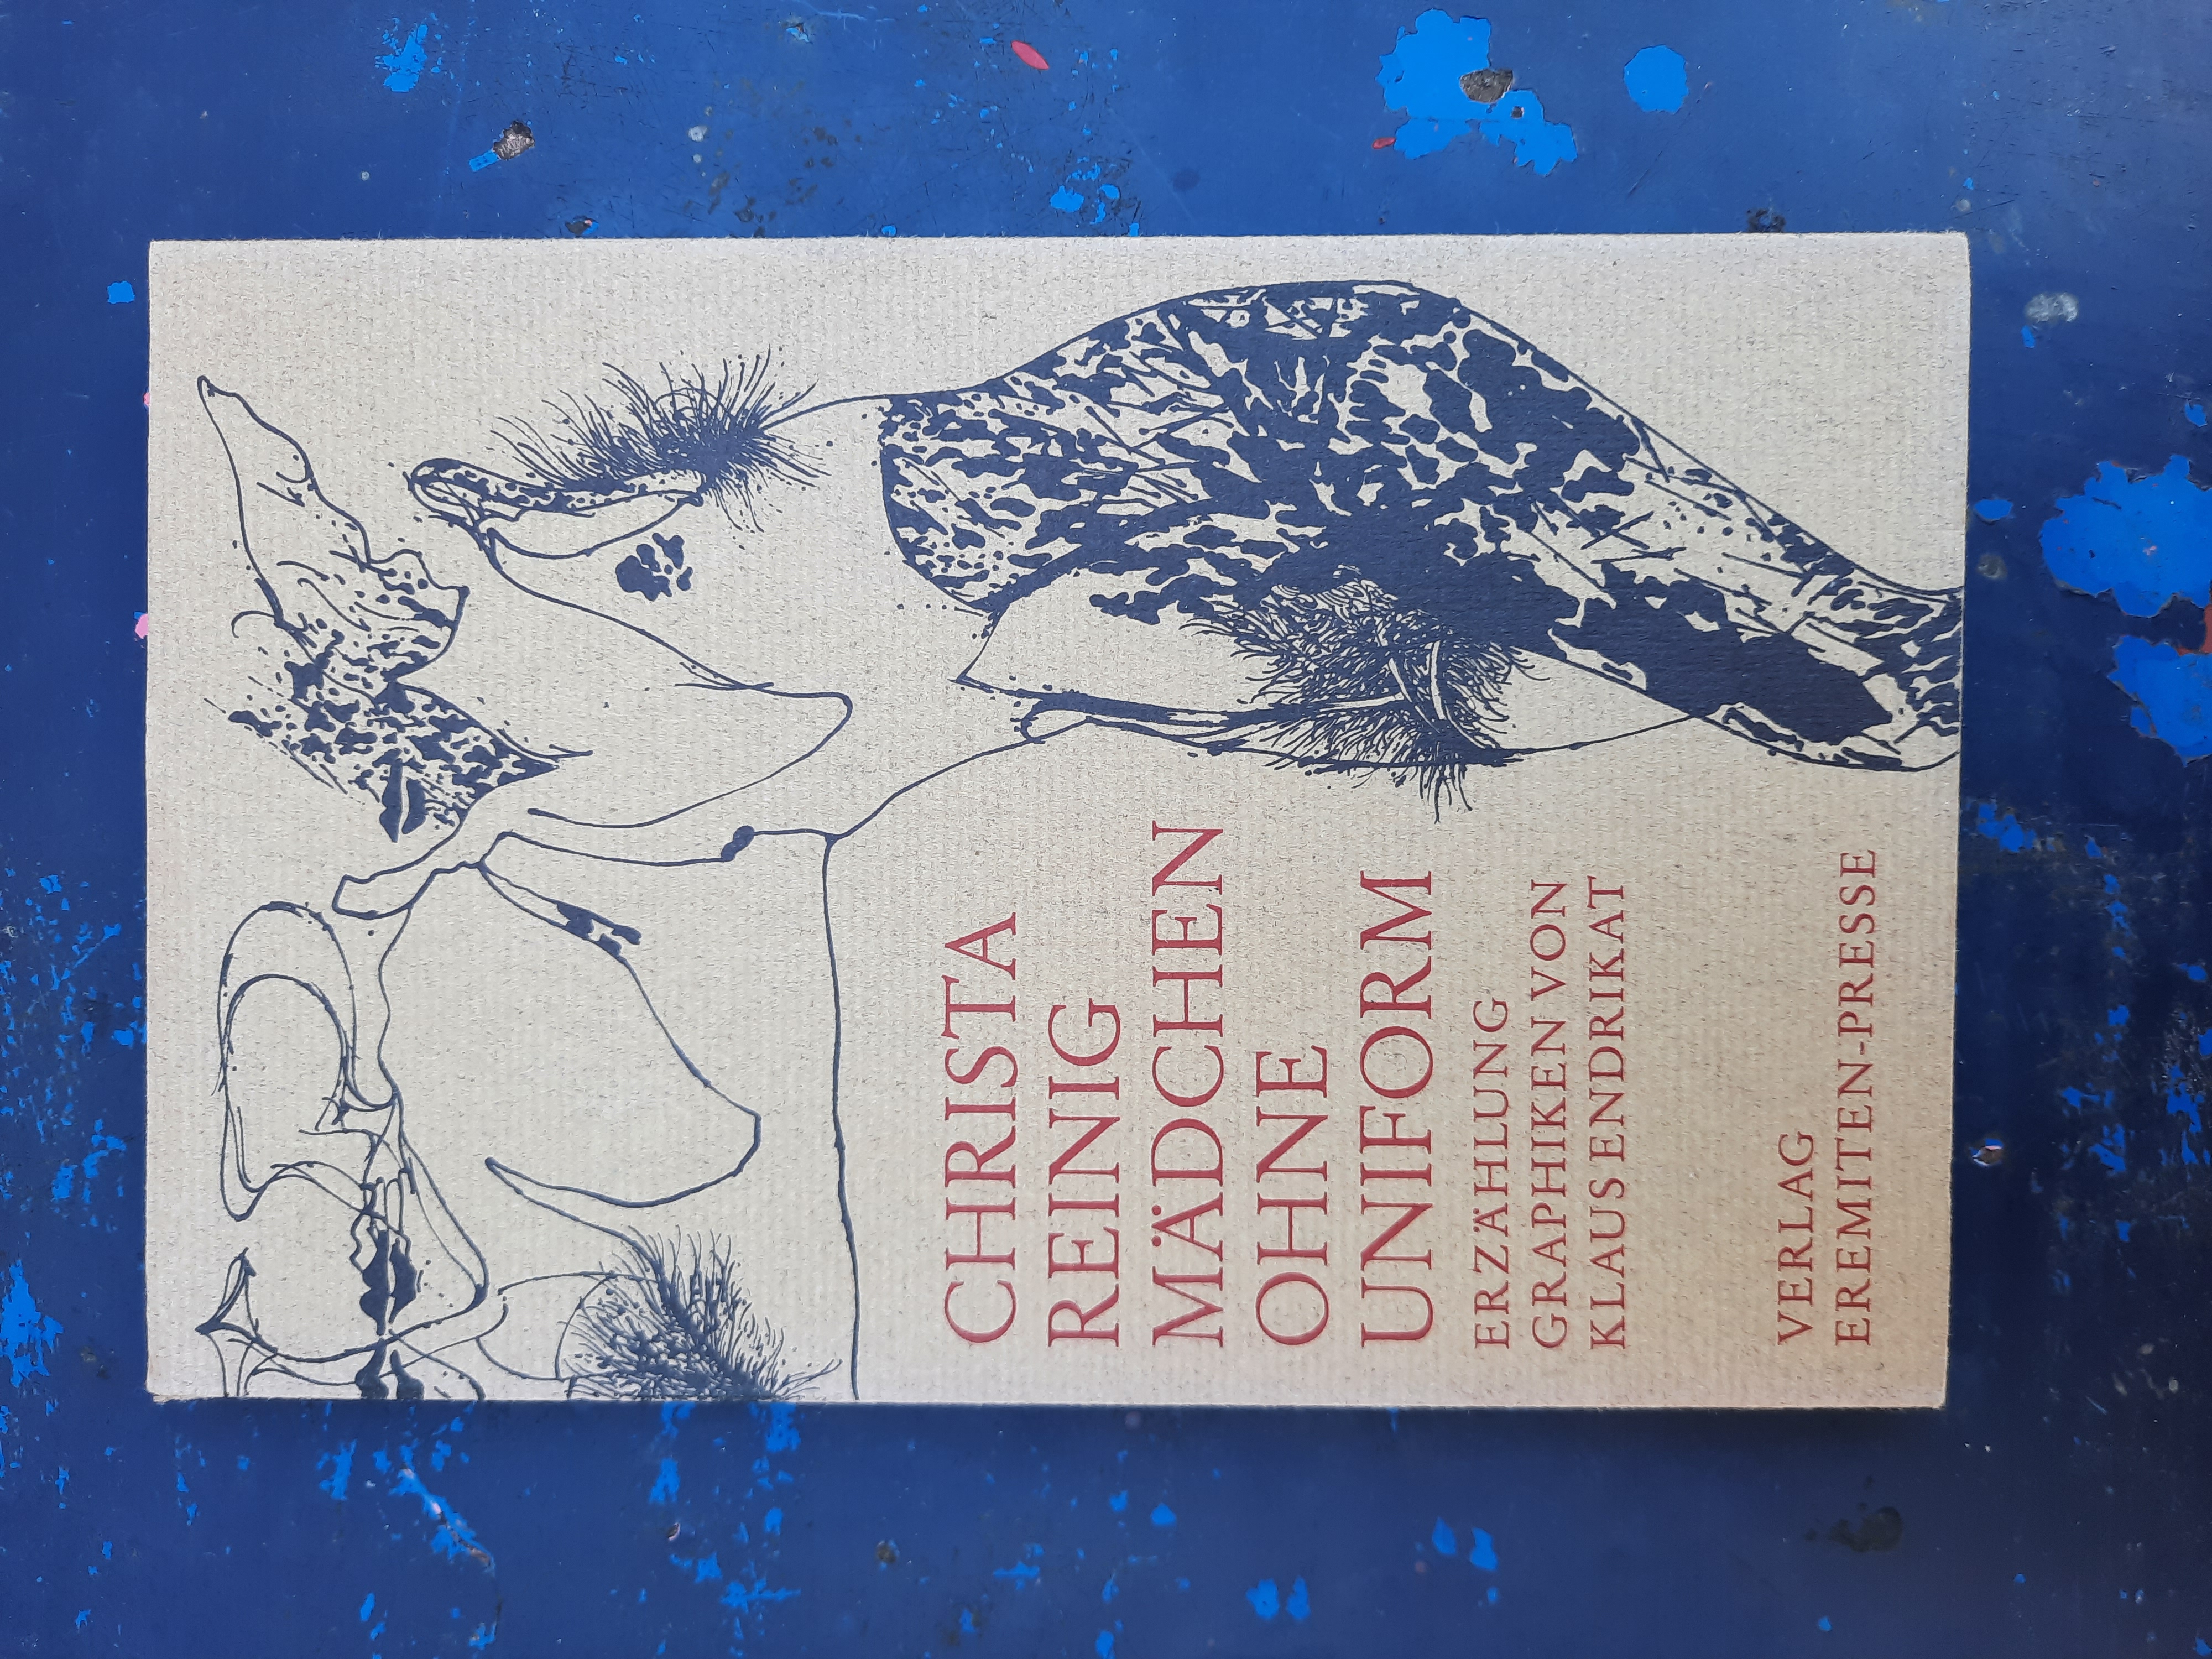 CHRISTA
REINIG
MÄDCHEN
OHNE
UNIFORM
ERZÄHLUNG
GRAPHIKEN VON
KLAUS ENDRIKAT
VERLAG
EREMITEN-PRESSE